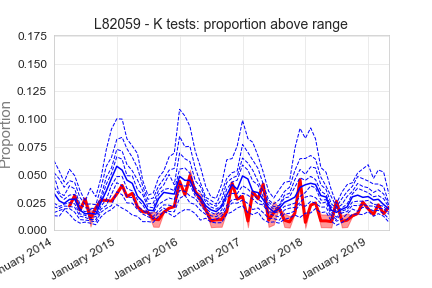 L82059 - K tests: proportion above range
Proportion
0.175
0.150
0.125
0.100
0.075
0.050
0.025
0.000
nuary 2014
January 2015
January 2016
January 2017
January 2018
January 2019